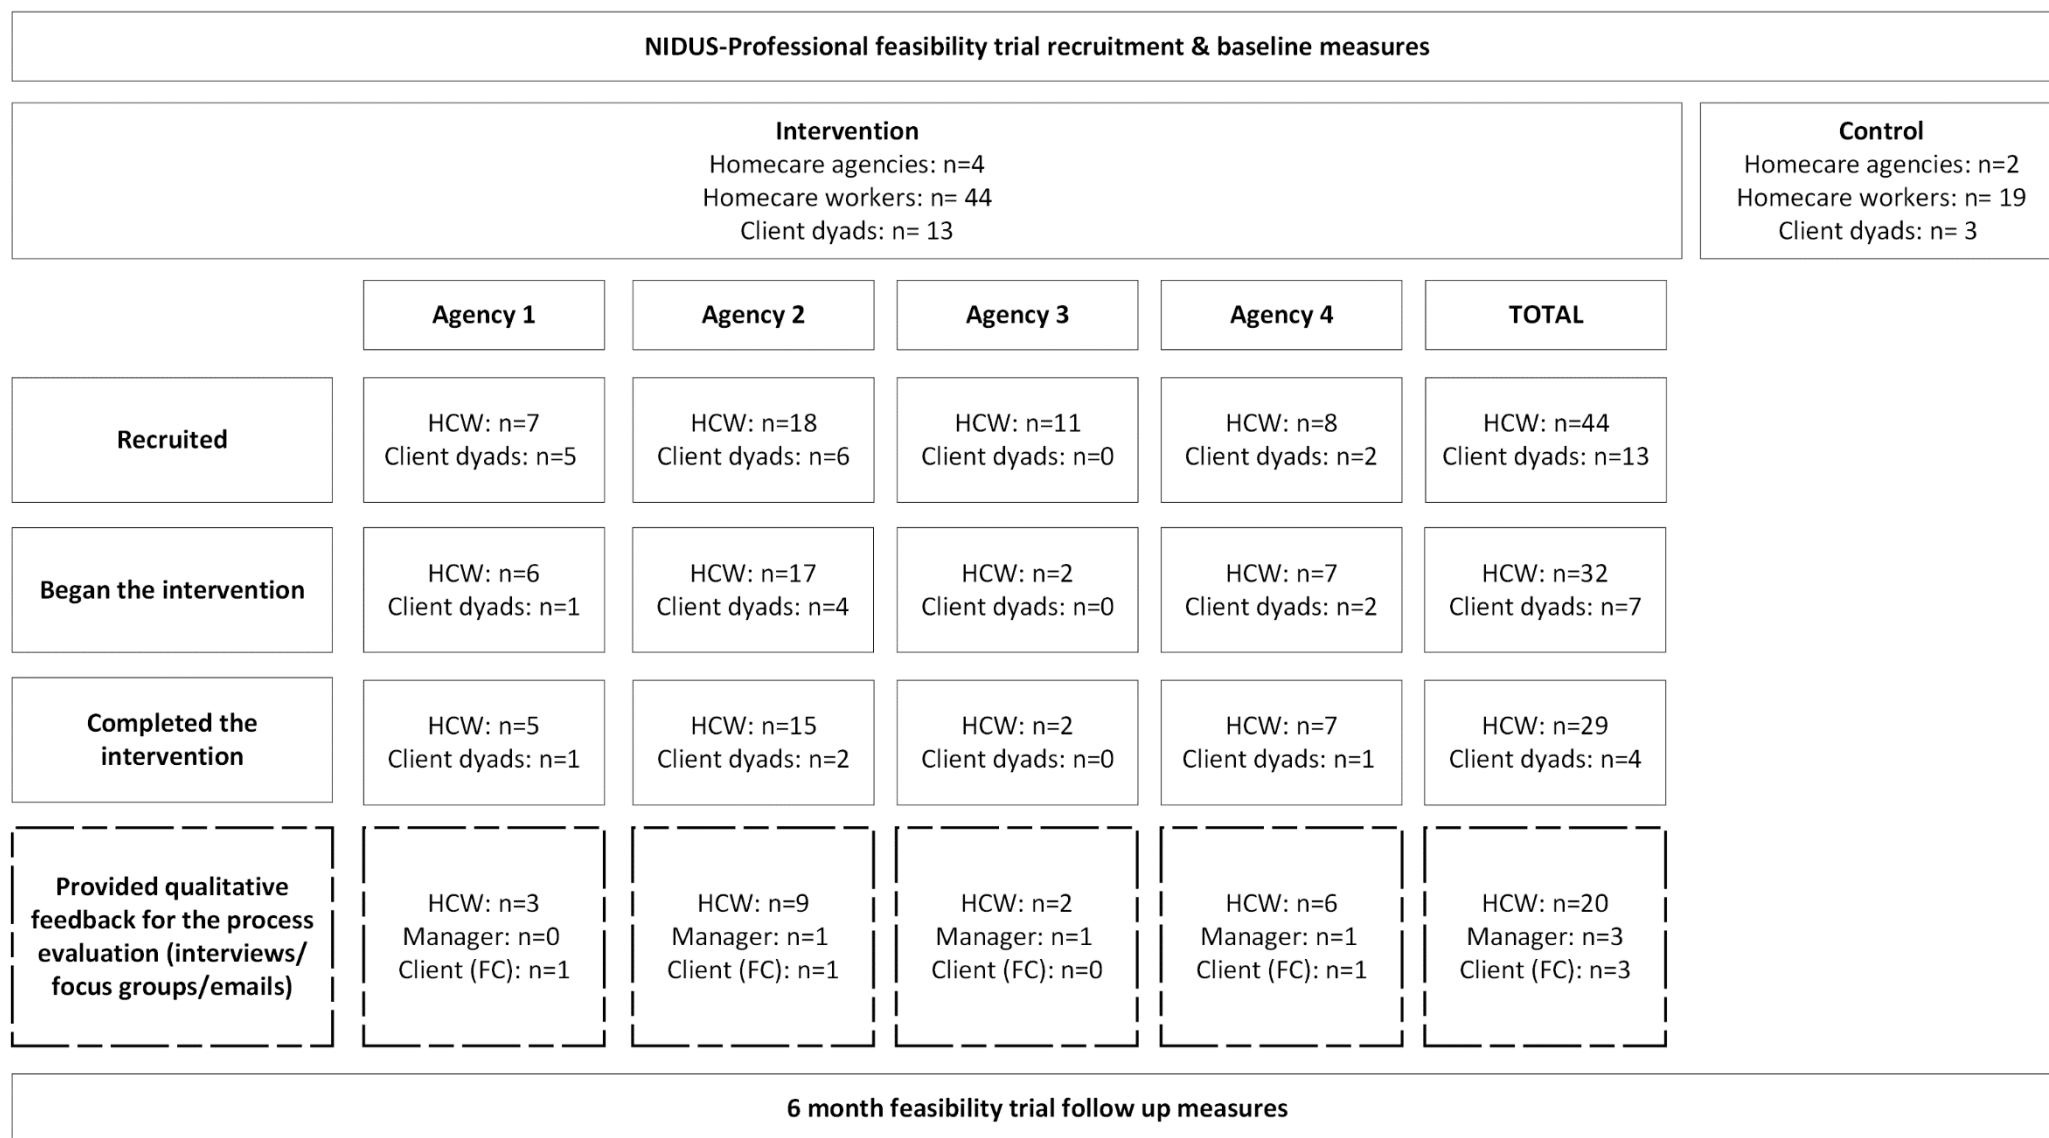 NIDUS-Professional feasibility trial recruitment & baseline measures
Intervention
Homecare agencies: n=4
Homecare workers: n= 44
Client dyads: n= 13
Control
Homecare agencies: n=2
Homecare workers: n= 19
Client dyads: n= 3
Agency 1
Agency 2
Agency 3
Agency 4
TOTAL
Recruited
HCW: n=7
Client dyads: n=5
HCW: n=18
Client dyads: n=6
HCW: n=11
Client dyads: n=0
HCW: n=8
Client dyads: n=2
HCW: n=44
Client dyads: n=13
Began the intervention
HCW: n=6
Client dyads: n=1
HCW: n=17
Client dyads: n=4
HCW: n=2
Client dyads: n=0
HCW: n=7
Client dyads: n=2
HCW: n=32
Client dyads: n=7
Completed the
intervention
HCW: n=5
Client dyads: n=1
HCW: n=15
Client dyads: n=2
HCW: n=2
Client dyads: n=0
HCW: n=7
Client dyads: n=1
HCW: n=29
Client dyads: n=4
Provided qualitative
feedback for the process
evaluation (interviews/
focus groups/emails)
HCW: n=3
Manager: n=0
Client (FC): n=1
HCW: n=9
Manager: n=1
Client (FC): n=1
HCW: n=2
Manager: n=1
Client (FC): n=0
HCW: n=6
Manager: n=1
Client (FC): n=1
HCW: n=20
Manager: n=3
Client (FC): n=3
6 month feasibility trial follow up measures